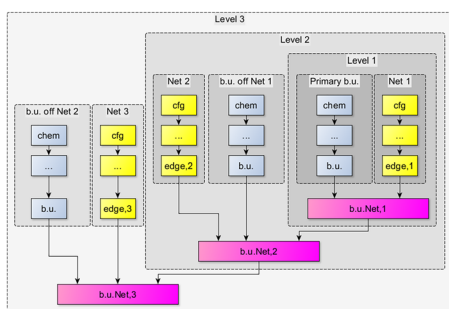 Level 3
Level 2
Level 1
Net 2
b.u. off Net 1
Primary b.u.
Net 1
cfg
chem
chem
cfg
b.u. off Net 2
Net 3
...
...
...
...
chem
cfg
edge,2
b.u.
b.u.
edge,1
...
...
b.u.
edge,3
b.u.Net,1
b.u.Net,2
b.u.Net,3